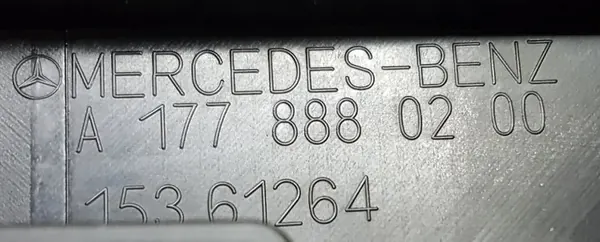 MERCEDES-BENZ
A 177 888 02 00
153 61264